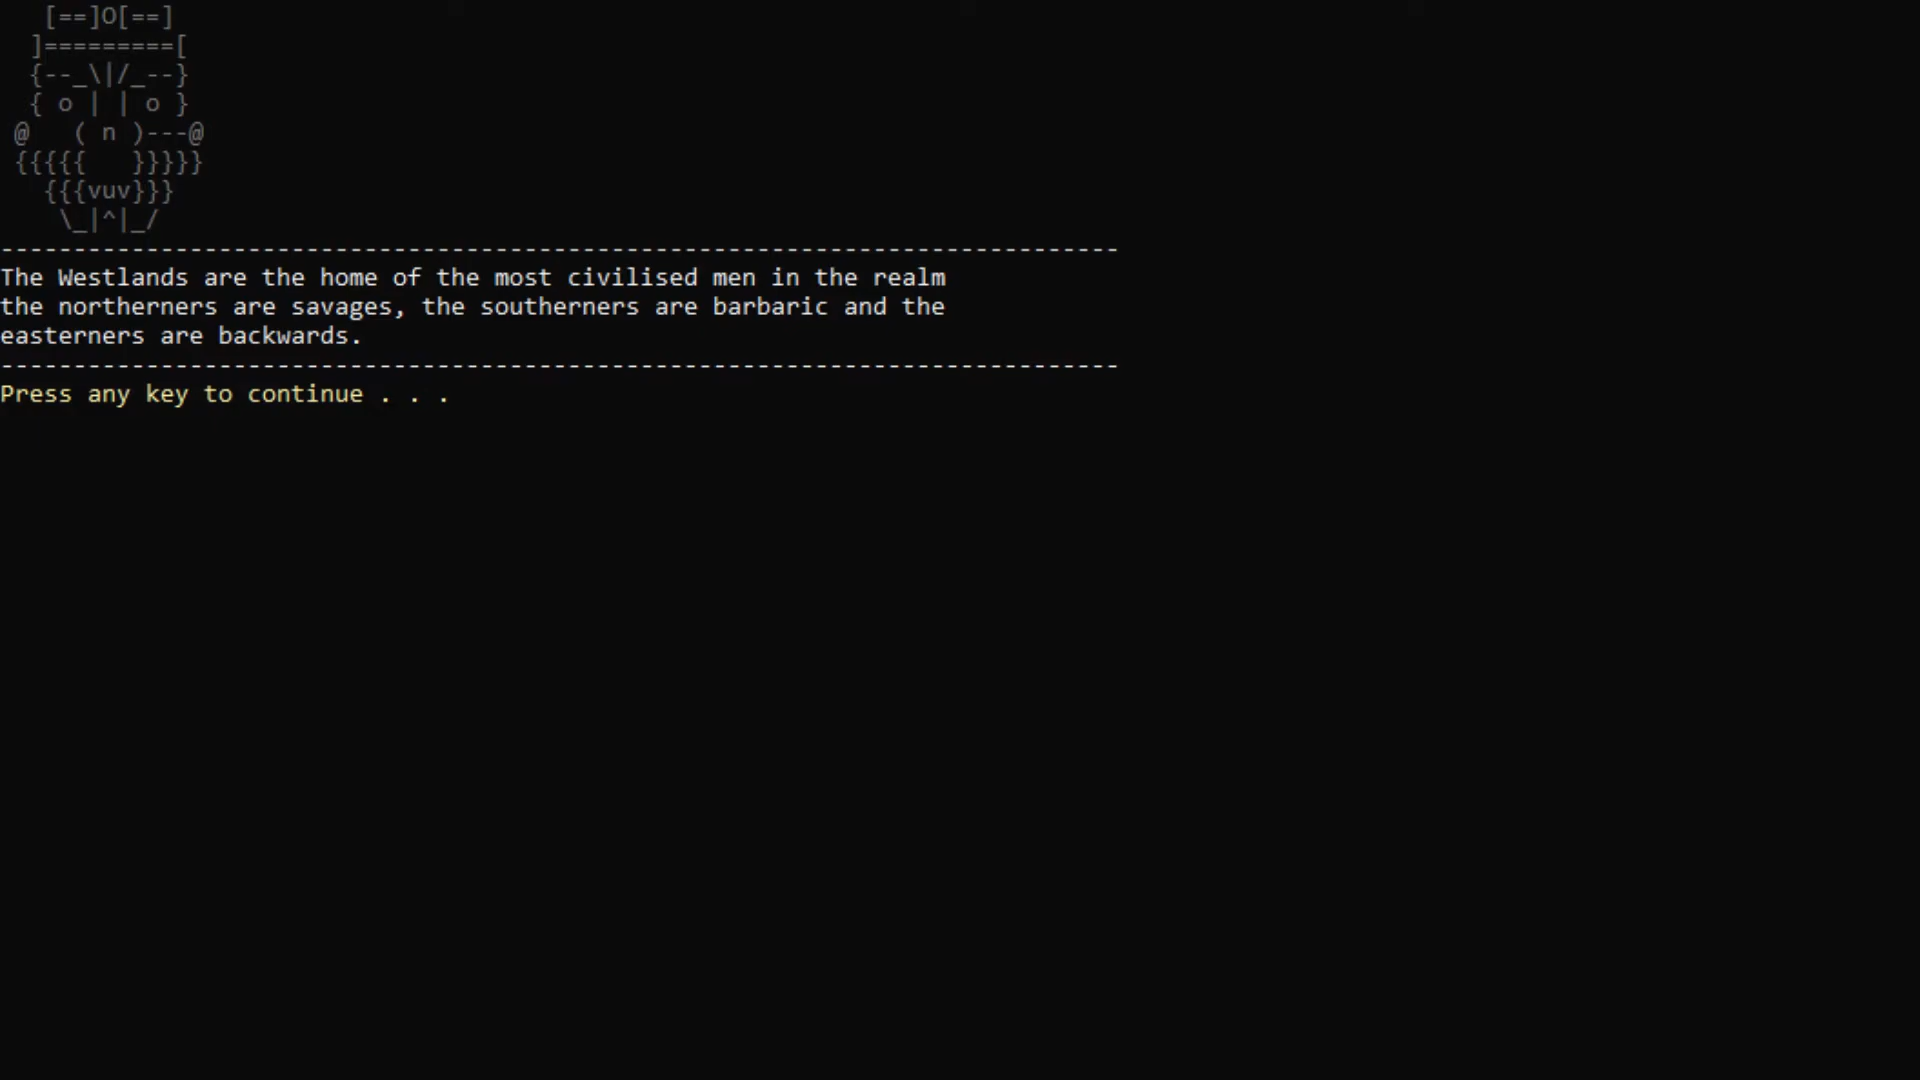 [==]O[==]
  ]=========[
  {--_\|/_--}
  { o | | o }
 @   ( n )---@
 {{{{{   }}}}}
   {{{vuv}}}
    \_|^|_/
-----------------------------------------------------------------------------
The Westlands are the home of the most civilised men in the realm
the northerners are savages, the southerners are barbaric and the
easterners are backwards.
-----------------------------------------------------------------------------
Press any key to continue . . .